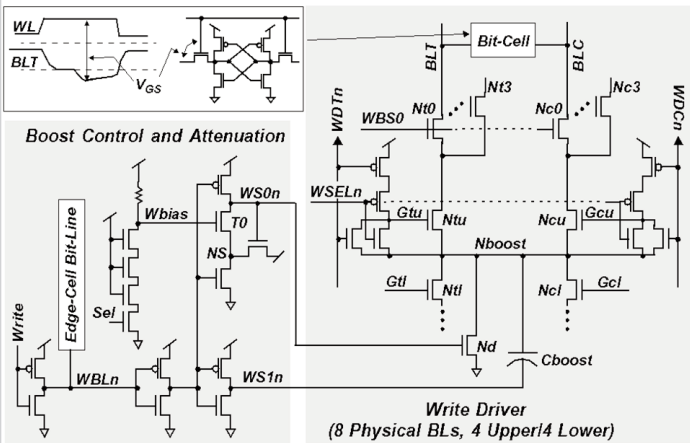 WL
BLT
VGS
Bit-Cell
BLT
BLC
Nt3
Nc3
WDTn
WDCn
WBS0
Nt0
Nc0
Boost Control and Attenuation
WS0n
WSELn
Wbias
T0
Gtu
Ntu
Ncu
Gcu
NS
Nboost
Edge-Cell Bit-Line
Gtl
Ntl
Ncl
Gcl
Sel
Write
Nd
WBLn
WS1n
Cboost
Write Driver
(8 Physical BLs, 4 Upper/4 Lower)